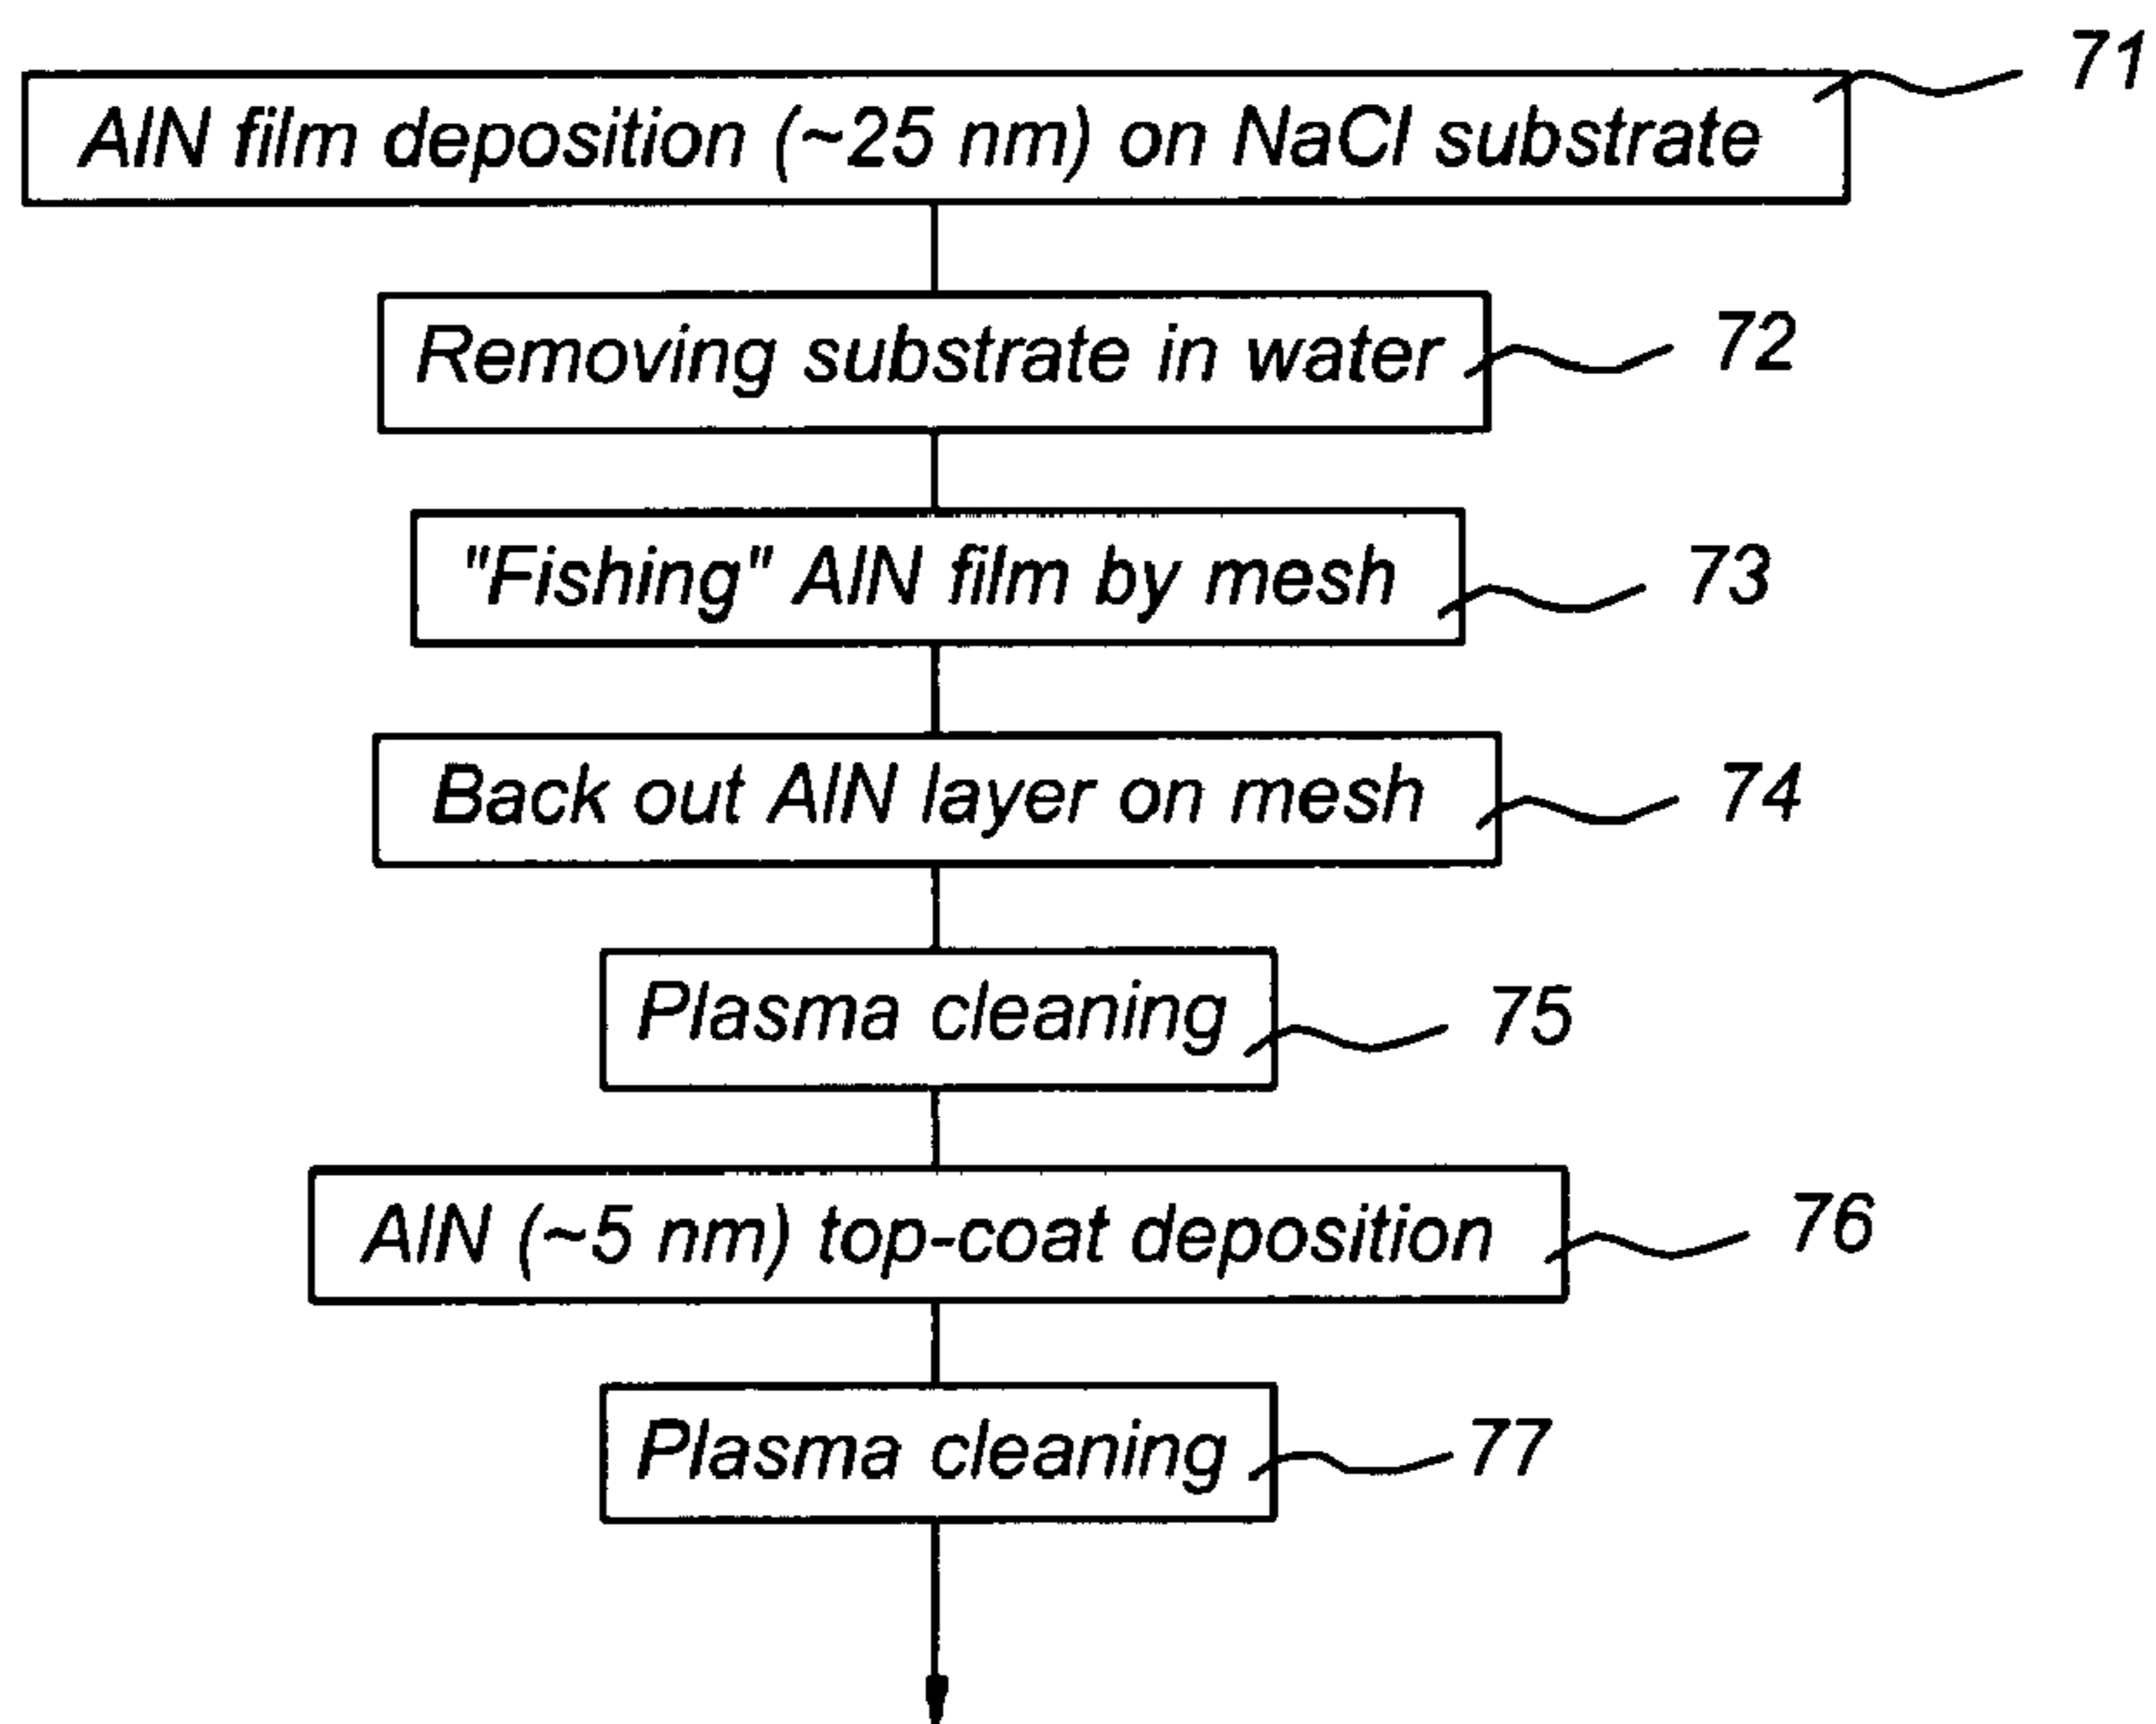 AlN film deposition (~25 nm) on NaCl substrate
71
Removing substrate in water
72
"Fishing" AlN film by mesh
73
Back out AlN layer on mesh
74
Plasma cleaning
75
AlN (~5 nm) top-coat deposition
76
Plasma cleaning
77